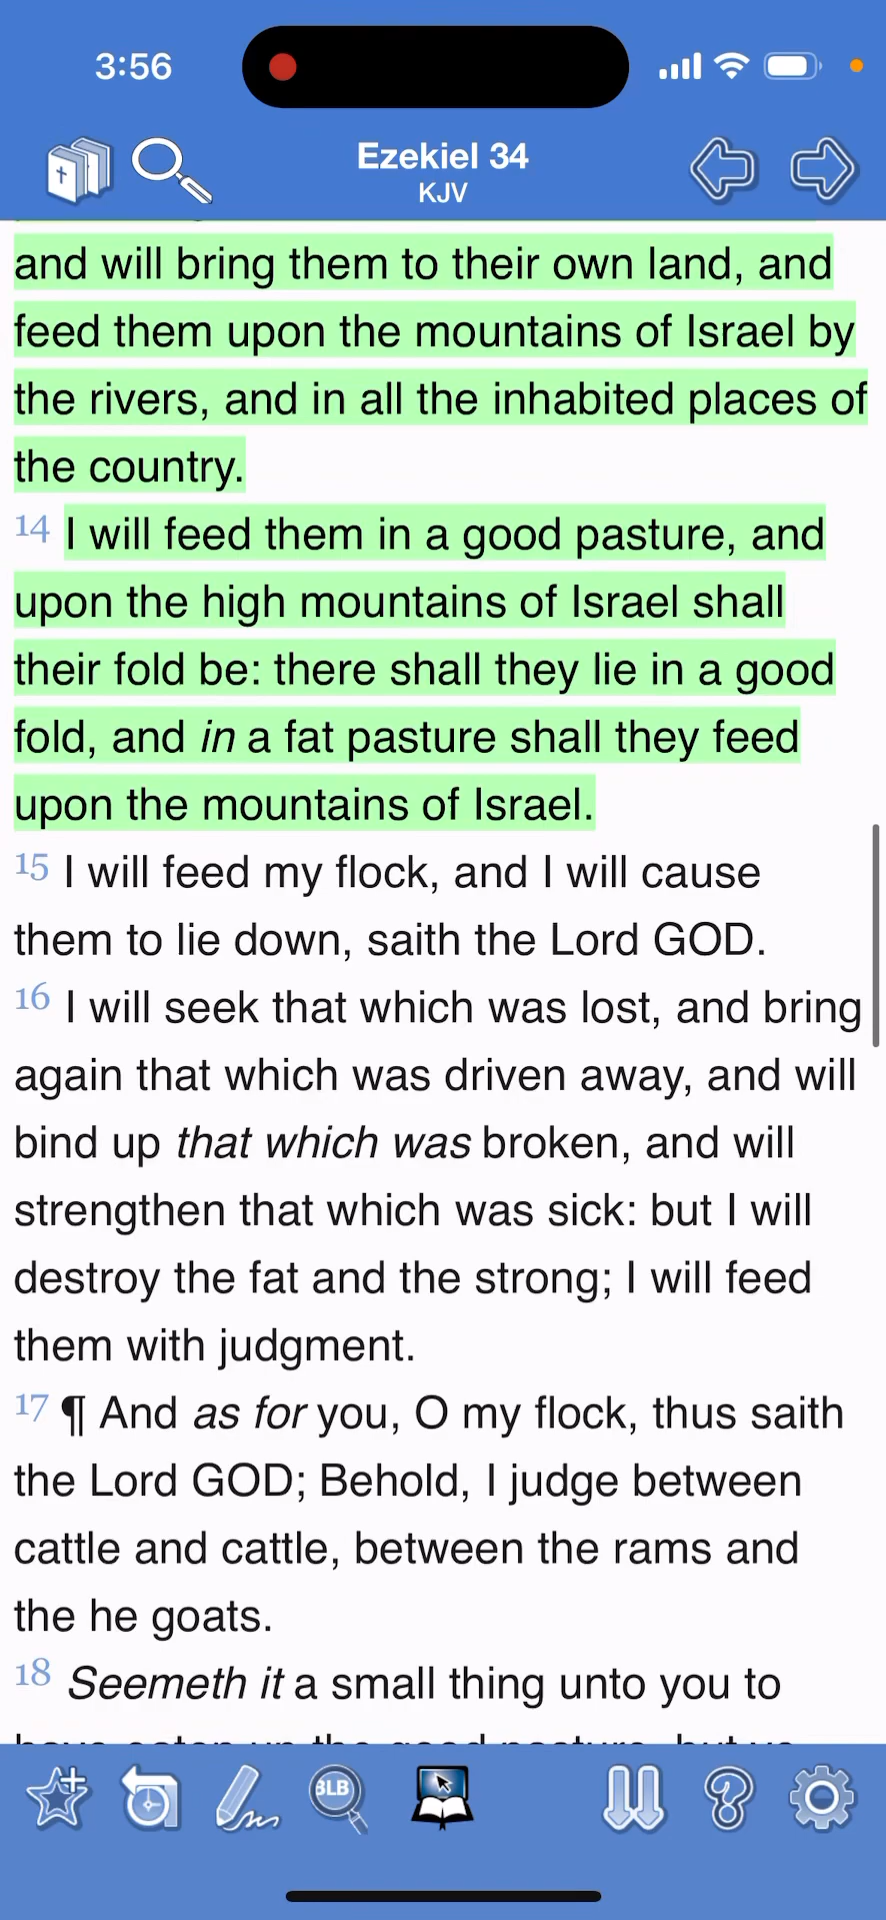 3:56
Ezekiel 34
KJV
and will bring them to their own land, and
feed them upon the mountains of Israel by
the rivers, and in all the inhabited places of
the country.
14 I will feed them in a good pasture, and
upon the high mountains of Israel shall
their fold be: there shall they lie in a good
fold, and in a fat pasture shall they feed
upon the mountains of Israel.
15 I will feed my flock, and I will cause
them to lie down, saith the Lord GOD.
16 I will seek that which was lost, and bring
again that which was driven away, and will
bind up that which was broken, and will
strengthen that which was sick: but I will
destroy the fat and the strong; I will feed
them with judgment.
17 ¶ And as for you, O my flock, thus saith
the Lord GOD; Behold, I judge between
cattle and cattle, between the rams and
the he goats.
18 Seemeth it a small thing unto you to
have eaten up the good pasture, but ye
BLB